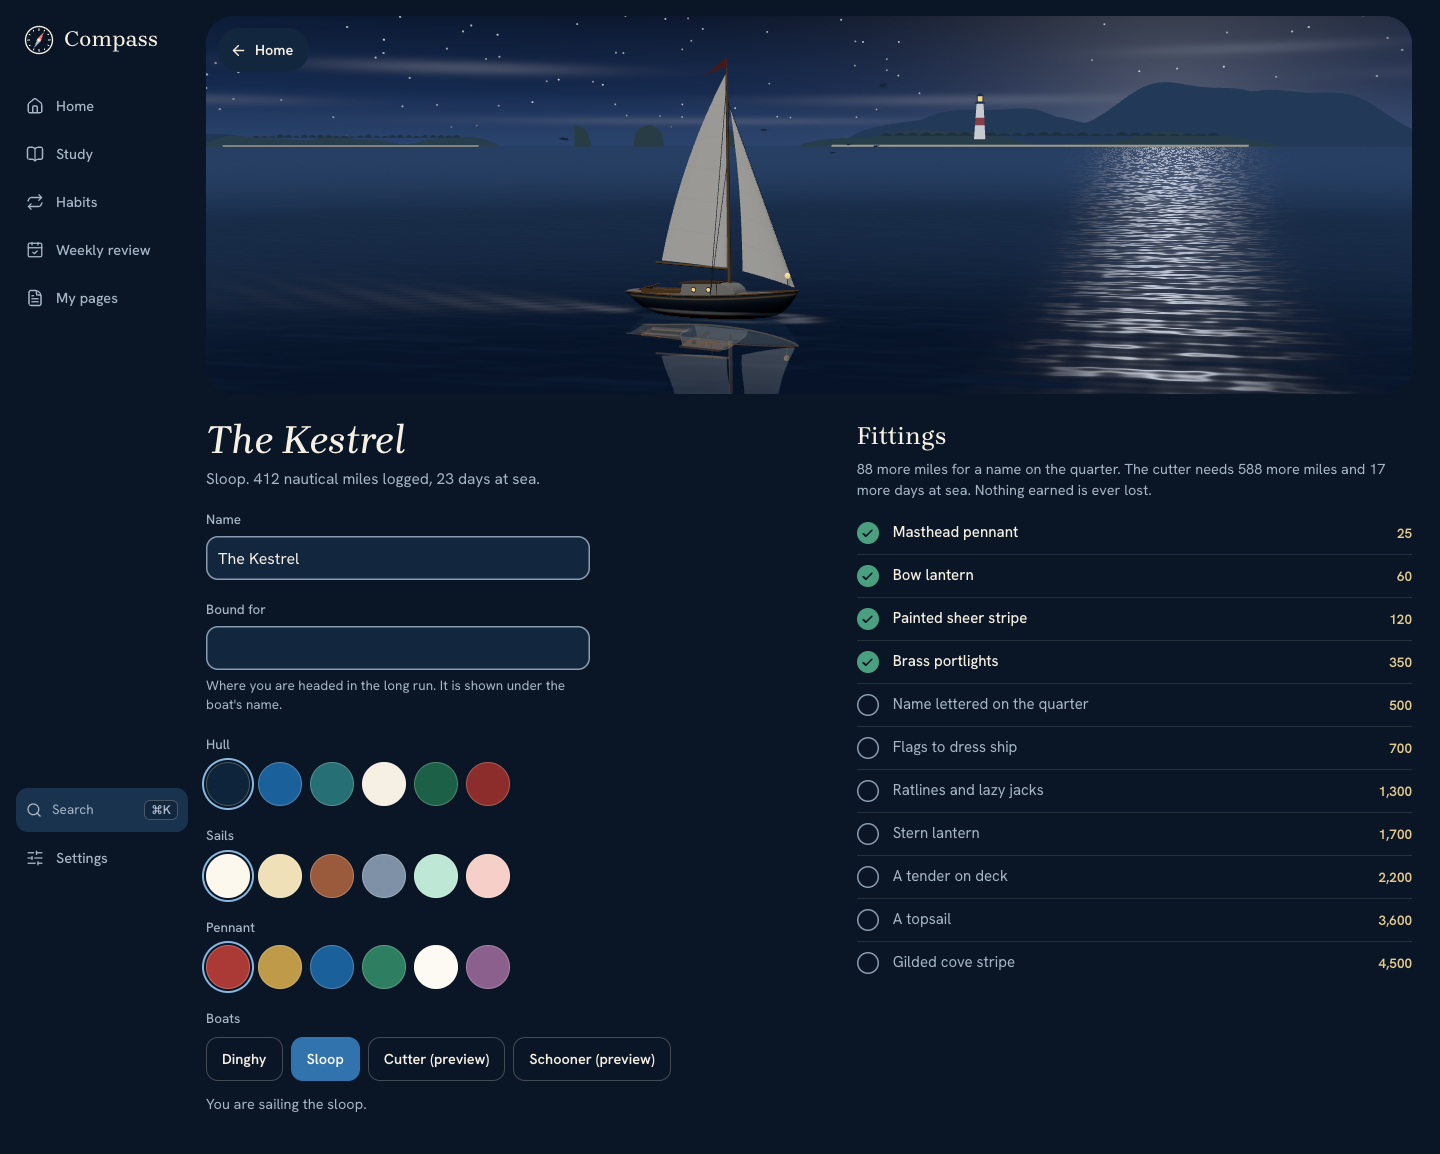 Compass
Home
Study
Habits
Weekly review
My pages
Search ⌘K
Settings
Home
The Kestrel
Sloop. 412 nautical miles logged, 23 days at sea.
Name
The Kestrel
Bound for
Where you are headed in the long run. It is shown under the
boat's name.
Hull
Sails
Pennant
Boats
Dinghy
Sloop
Cutter (preview)
Schooner (preview)
You are sailing the sloop.
Fittings
88 more miles for a name on the quarter. The cutter needs 588 more miles and 17
more days at sea. Nothing earned is ever lost.
Masthead pennant 25
Bow lantern 60
Painted sheer stripe 120
Brass portlights 350
Name lettered on the quarter 500
Flags to dress ship 700
Ratlines and lazy jacks 1,300
Stern lantern 1,700
A tender on deck 2,200
A topsail 3,600
Gilded cove stripe 4,500